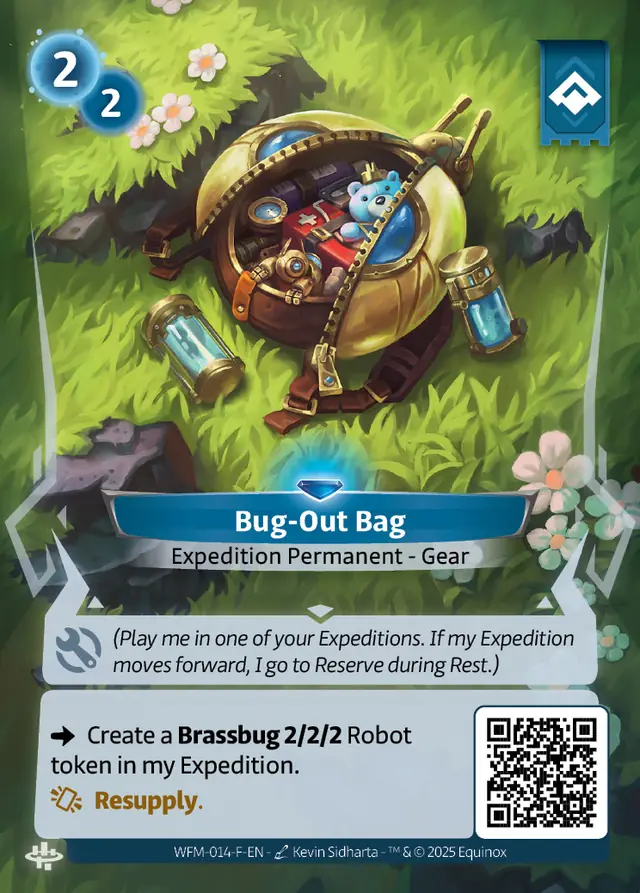 2
2
Bug-Out Bag
Expedition Permanent - Gear
(Play me in one of your Expeditions. If my Expedition
moves forward, I go to Reserve during Rest.)
Create a Brassbug 2/2/2 Robot
token in my Expedition.
Resupply.
WFM-014-F-EN - Kevin Sidharta - ™ & © 2025 Equinox